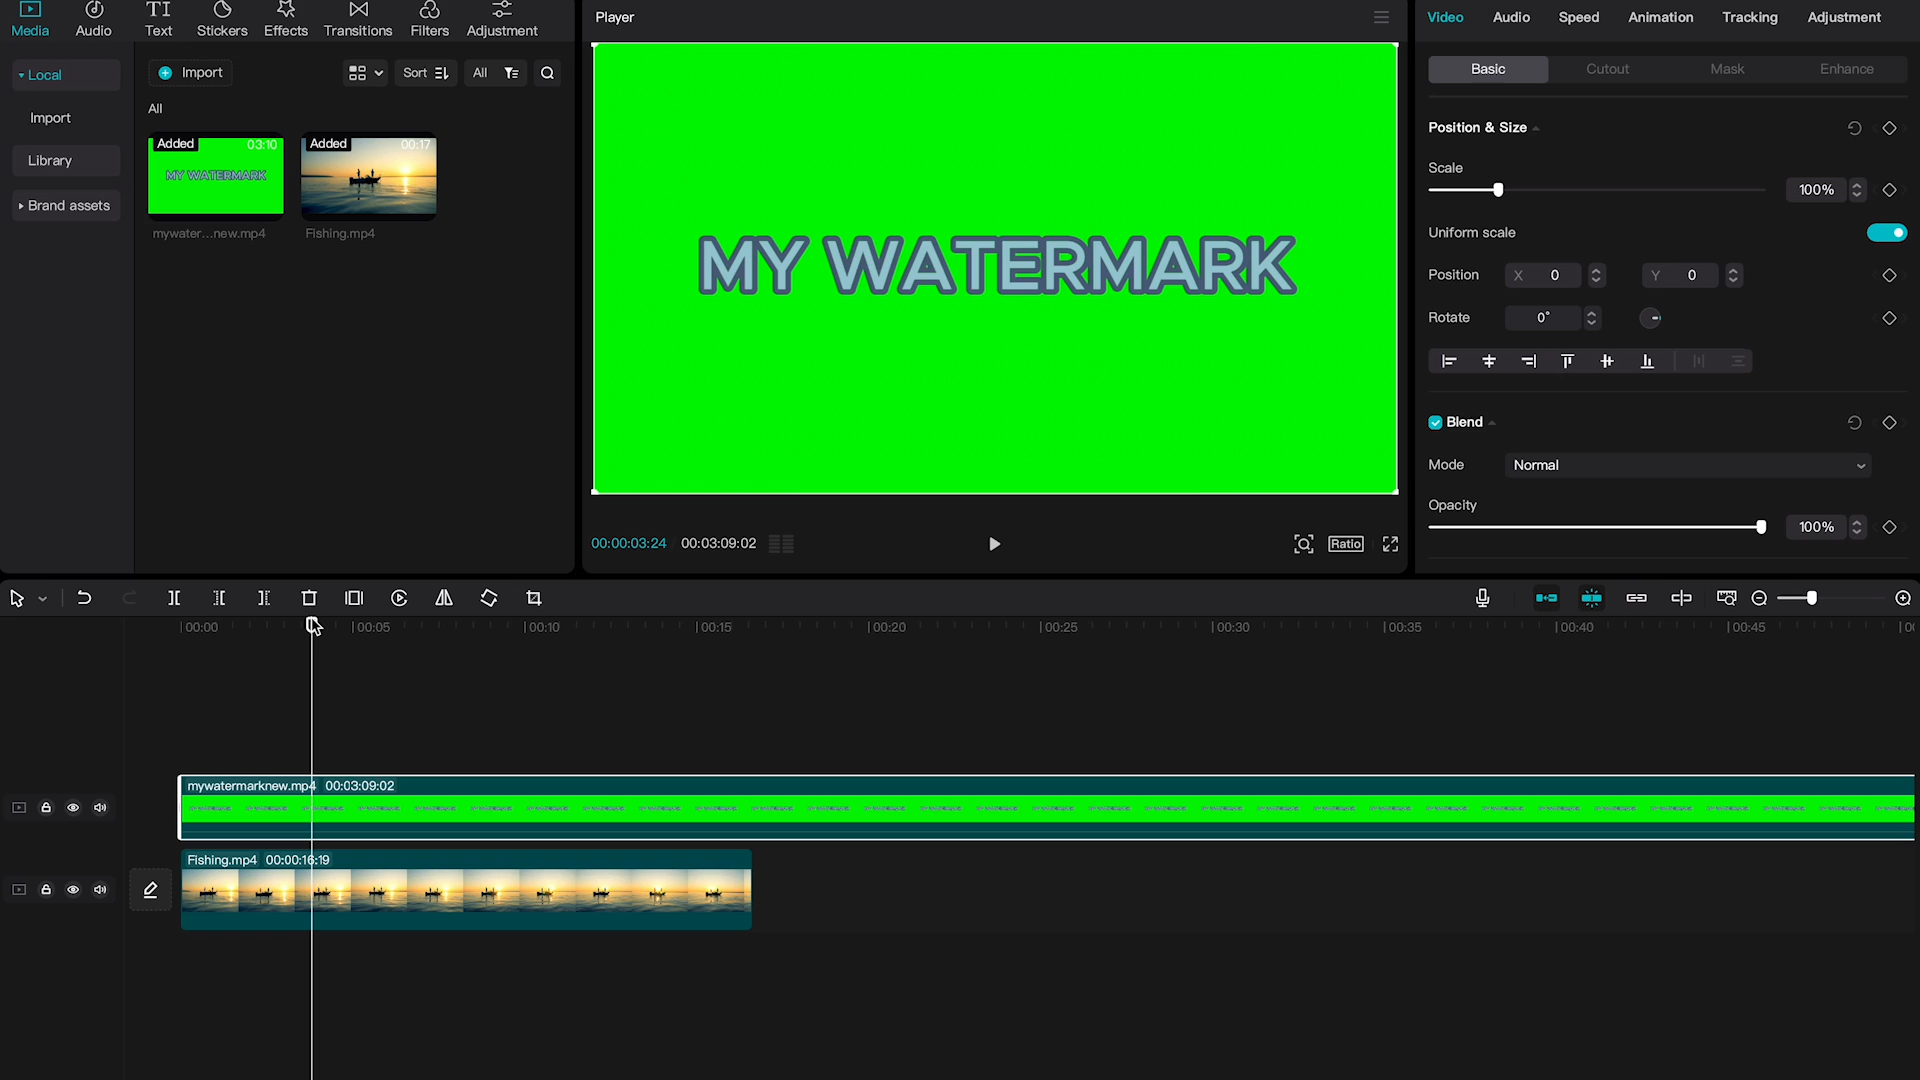 Media
Audio
Text
Stickers
Effects
Transitions
Filters
Adjustment
Player
Video
Audio
Speed
Animation
Tracking
Adjustment
Local
Import
Library
Brand assets
Import
Sort
All
All
Added 03:10
MY WATERMARK
mywater...new.mp4
Added 00:17
Fishing.mp4
MY WATERMARK
00:00:03:24 00:03:09:02
Ratio
Basic
Cutout
Mask
Enhance
Position & Size
Scale
100%
Uniform scale
Position X 0 Y 0
Rotate 0°
Blend
Mode Normal
Opacity
100%
00:00 00:05 00:10 00:15 00:20 00:25 00:30 00:35 00:40 00:45
mywatermarknew.mp4 00:03:09:02
Fishing.mp4 00:00:16:19